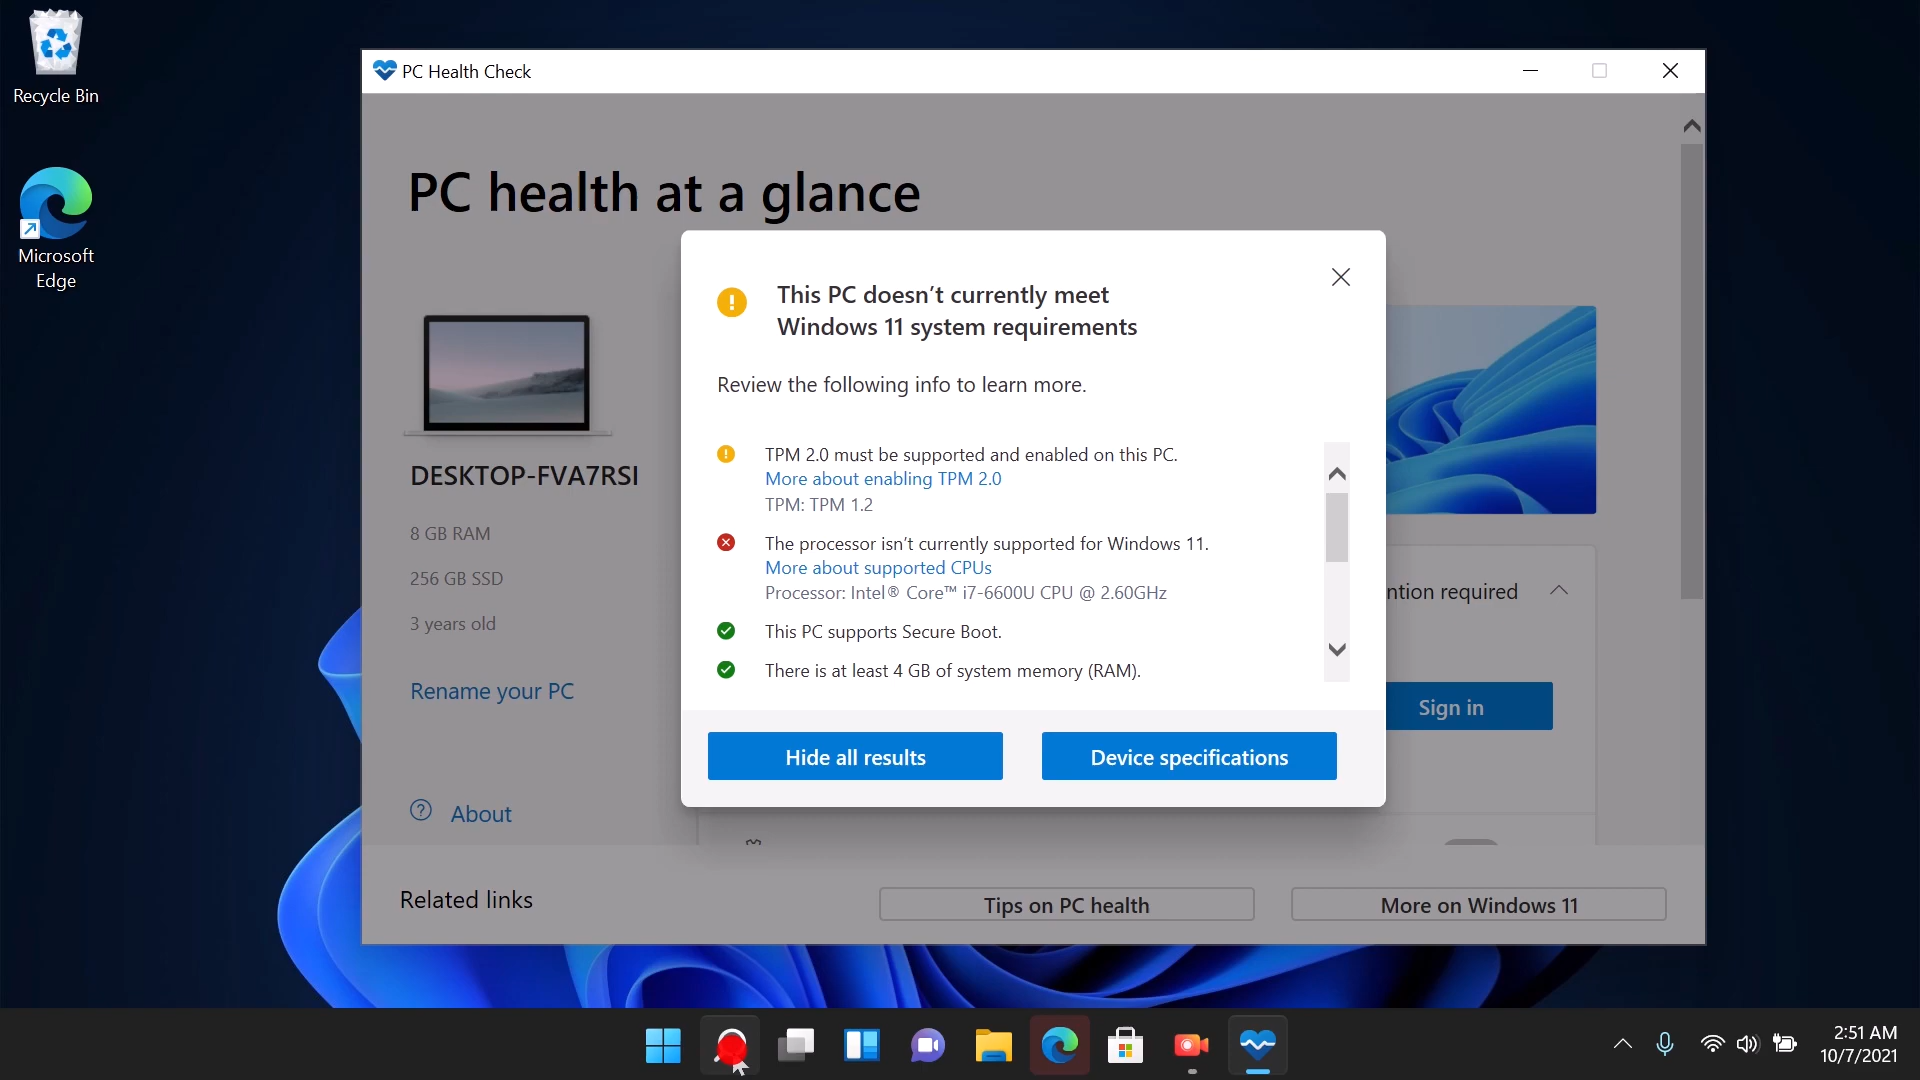 Recycle Bin
Microsoft
Edge
PC Health Check
PC health at a glance
DESKTOP-FVA7RSI
8 GB RAM
256 GB SSD
3 years old
Rename your PC
About
This PC doesn’t currently meet
Windows 11 system requirements
Review the following info to learn more.
TPM 2.0 must be supported and enabled on this PC.
More about enabling TPM 2.0
TPM: TPM 1.2
The processor isn’t currently supported for Windows 11.
More about supported CPUs
Processor: Intel® Core™ i7-6600U CPU @ 2.60GHz
This PC supports Secure Boot.
There is at least 4 GB of system memory (RAM).
Hide all results
Device specifications
ntion required
Sign in
Related links
Tips on PC health
More on Windows 11
2:51 AM
10/7/2021